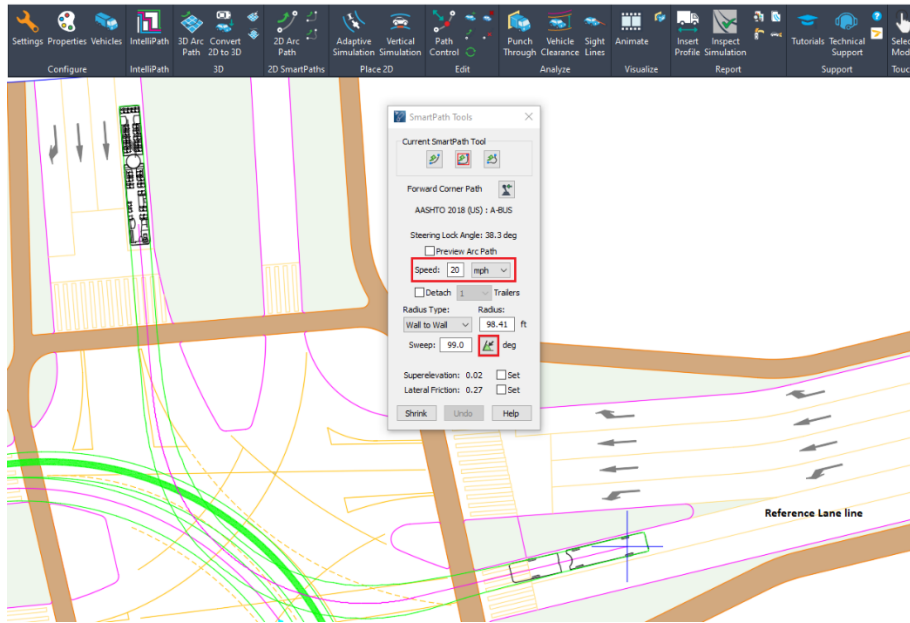 Settings Properties Vehicles IntelliPath 3D Arc Path Convert 2D to 3D 2D Arc Path Adaptive Simulation Vertical Simulation Path Control Punch Through Vehicle Clearance Sight Lines Animate Insert Profile Inspect Simulation Tutorials Technical Support Selec Mod
Configure IntelliPath 3D 2D SmartPaths Place 2D Edit Analyze Visualize Report Support Touc
SmartPath Tools
Current SmartPath Tool
Forward Corner Path
AASHTO 2018 (US) : A-BUS
Steering Lock Angle: 38.3 deg
Preview Arc Path
Speed: 20 mph
Detach 1 Trailers
Radius Type: Radius:
Wall to Wall 98.41 ft
Sweep: 99.0 deg
Superelevation: 0.02 Set
Lateral Friction: 0.27 Set
Shrink Undo Help
Reference Lane line